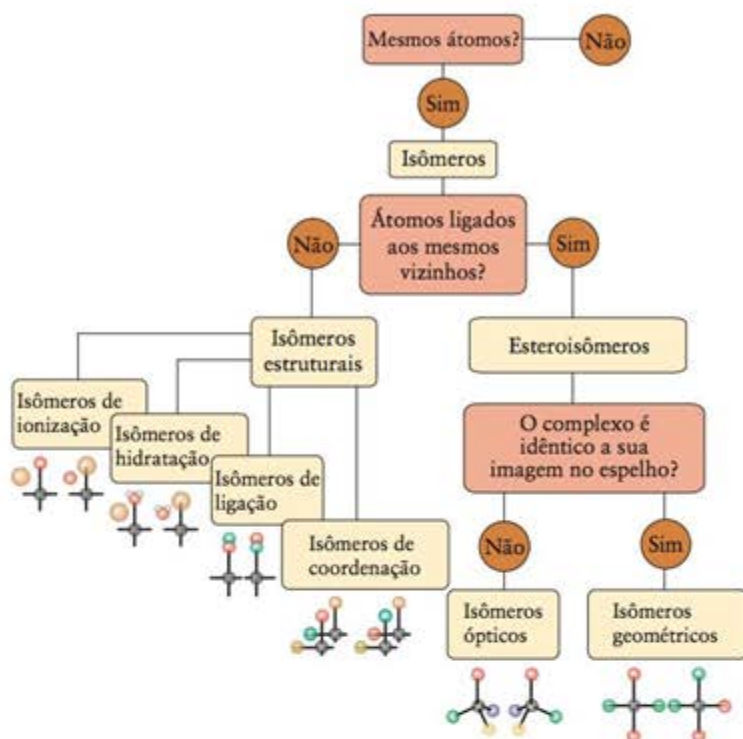 Mesmos átomos?
Não
Sim
Isômeros
Não
Átomos ligados
aos mesmos
vizinhos?
Sim
Isômeros
estruturais
Esteroisômeros
Isômeros de
ionização
Isômeros de
hidratação
Isômeros de
ligação
Isômeros de
coordenação
O complexo é
idêntico a sua
imagem no espelho?
Não
Sim
Isômeros
ópticos
Isômeros
geométricos